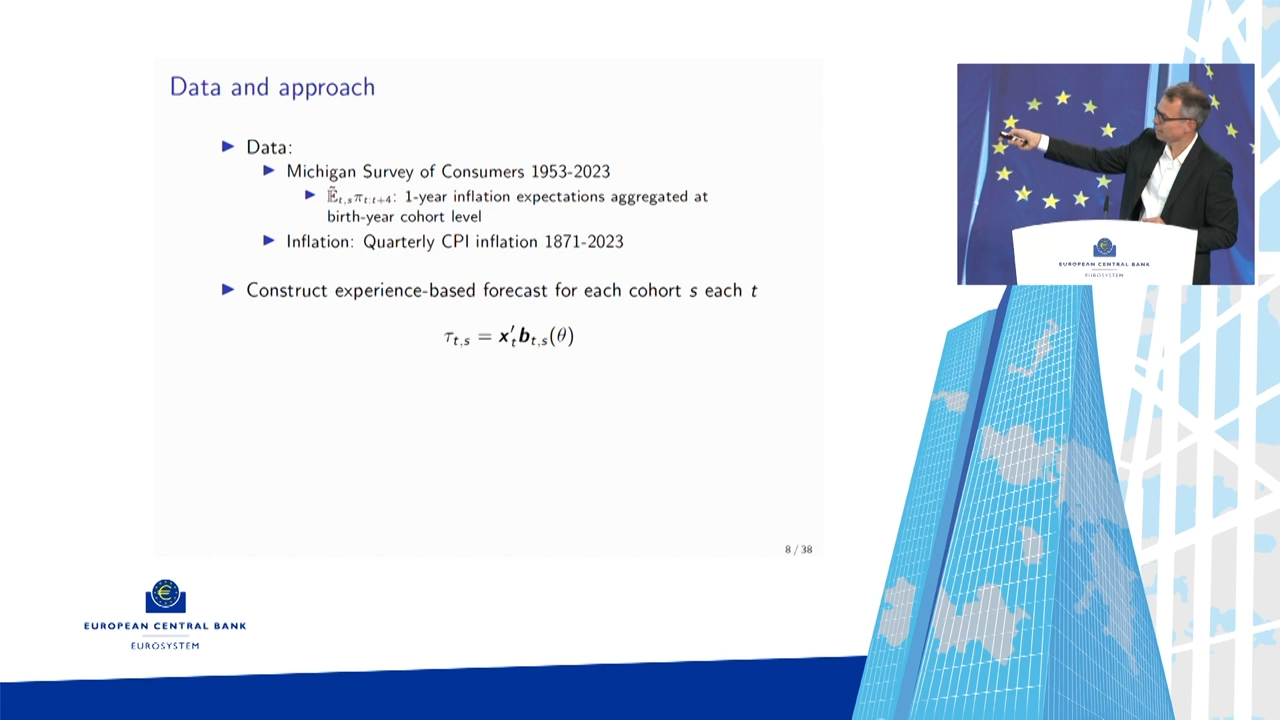 Data and approach
Data:
Michigan Survey of Consumers 1953-2023
𝔼̃ₜ,ₛπₜ:ₜ₊₄: 1-year inflation expectations aggregated at
birth-year cohort level
Inflation: Quarterly CPI inflation 1871-2023
Construct experience-based forecast for each cohort s each t
τₜ,ₛ = x′ₜbₜ,ₛ(θ)
8 / 38
EUROPEAN CENTRAL BANK
EUROSYSTEM
EUROPEAN CENTRAL BANK
EUROSYSTEM